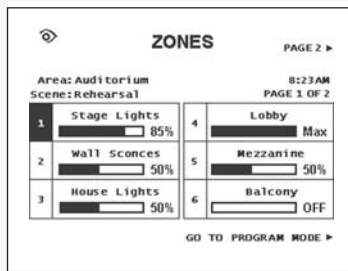 ZONES
PAGE 2 ▶
Area: Auditorium 8:23AM
Scene: Rehearsal PAGE 1 OF 2
1 Stage Lights 85%
2 Wall Sconces 50%
3 House Lights 50%
4 Lobby Max
5 Mezzanine 50%
6 Balcony OFF
GO TO PROGRAM MODE ▶